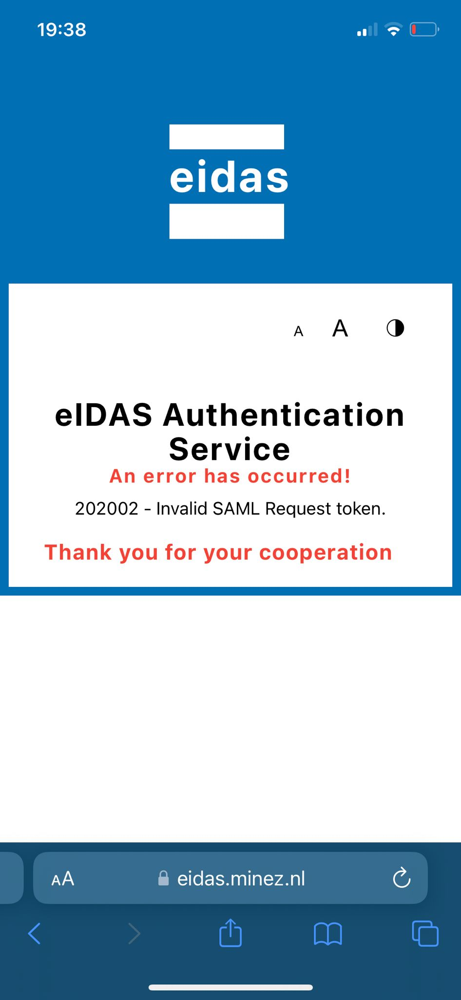 19:38
eidas
A A
eIDAS Authentication
Service
An error has occurred!
202002 - Invalid SAML Request token.
Thank you for your cooperation
AA eidas.minez.nl